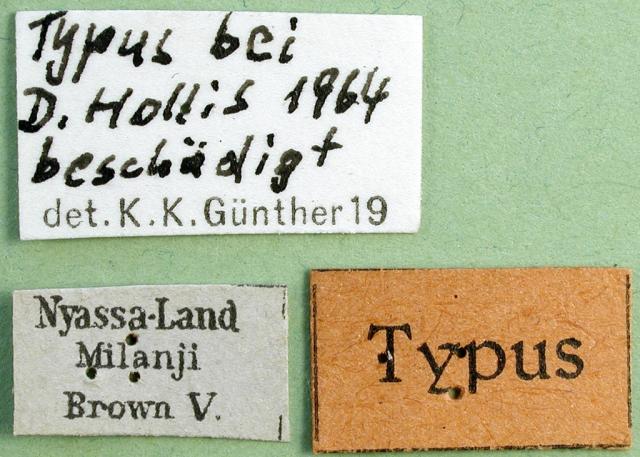 Typus bei
D. Hollis 1964
beschädigt
det. K. K. Günther 19
Nyassa-Land
Milanji
Brown V.
Typus